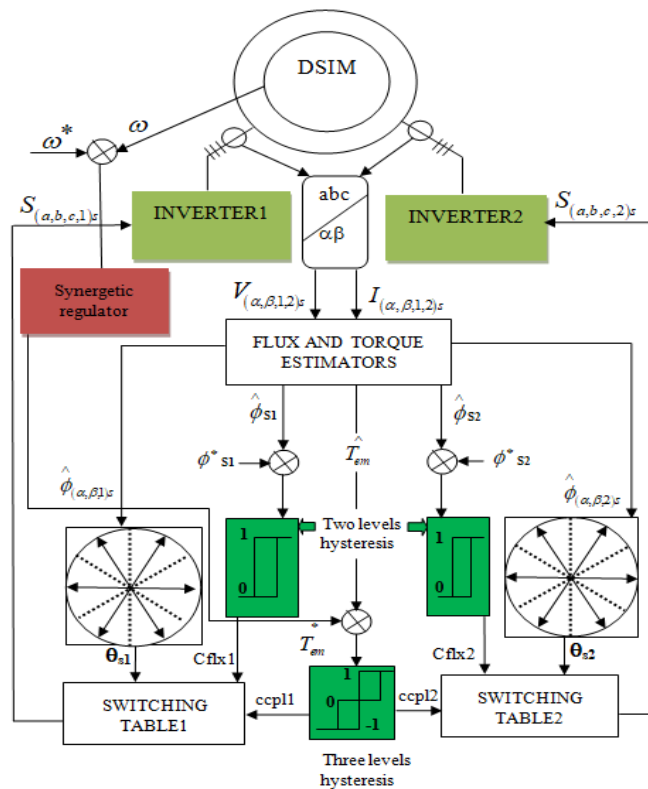 DSIM
ω*
ω
S(a,b,c,1)s
INVERTER1
abc
αβ
INVERTER2
S(a,b,c,2)s
Synergetic
regulator
V(α,β,1,2)s
I(α,β,1,2)s
FLUX AND TORQUE
ESTIMATORS
ϕ̂s1
T̂em
ϕ̂s2
ϕ*s1
ϕ*s2
ϕ̂(α,β,1)s
ϕ̂(α,β,2)s
1
0
Two levels
hysteresis
1
0
θs1
Cflx1
T*em
Cflx2
θs2
SWITCHING
TABLE1
ccpl1
1
0
-1
ccpl2
SWITCHING
TABLE2
Three levels
hysteresis